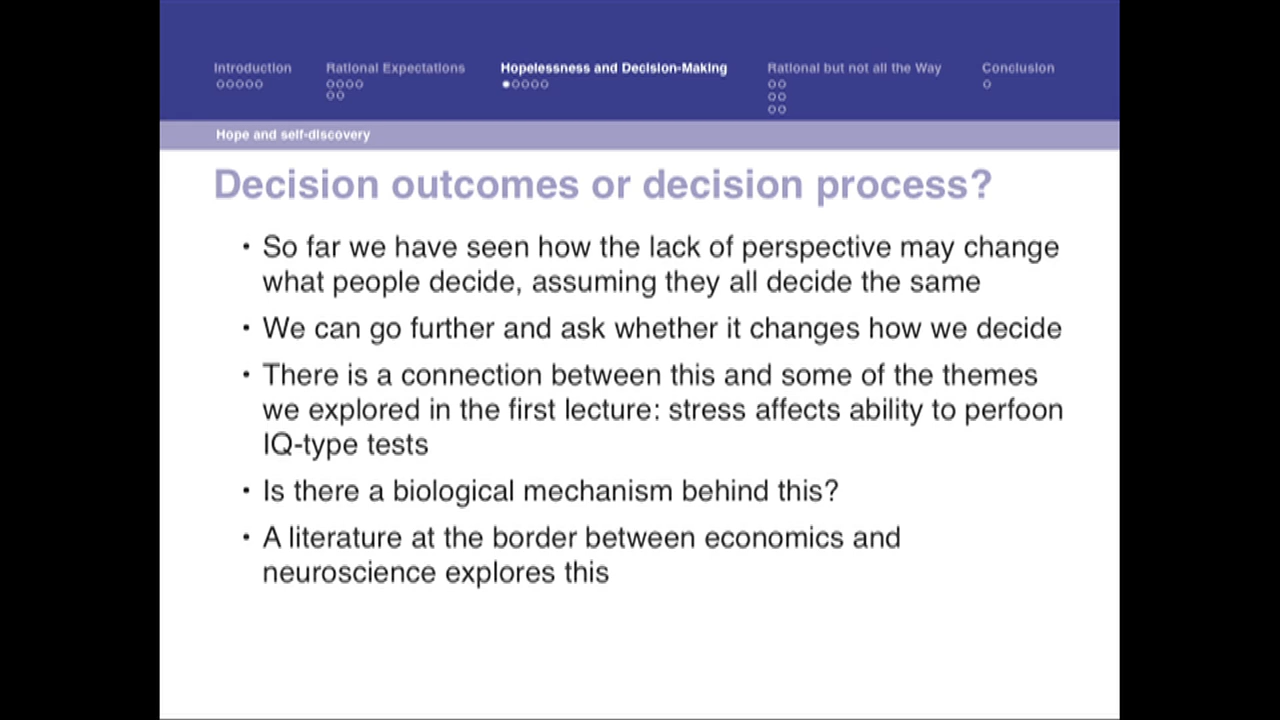 Introduction
Rational Expectations
Hopelessness and Decision-Making
Rational but not all the Way
Conclusion
Hope and self-discovery
Decision outcomes or decision process?
• So far we have seen how the lack of perspective may change
what people decide, assuming they all decide the same
• We can go further and ask whether it changes how we decide
• There is a connection between this and some of the themes
we explored in the first lecture: stress affects ability to perfoon
IQ-type tests
• Is there a biological mechanism behind this?
• A literature at the border between economics and
neuroscience explores this